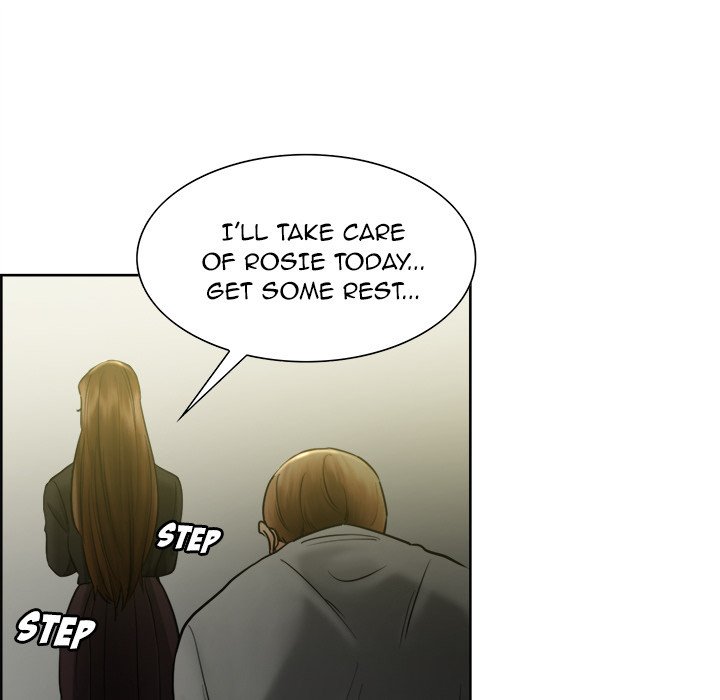 I'LL TAKE CARE
OF ROSIE TODAY...
GET SOME REST...
STEP
STEP